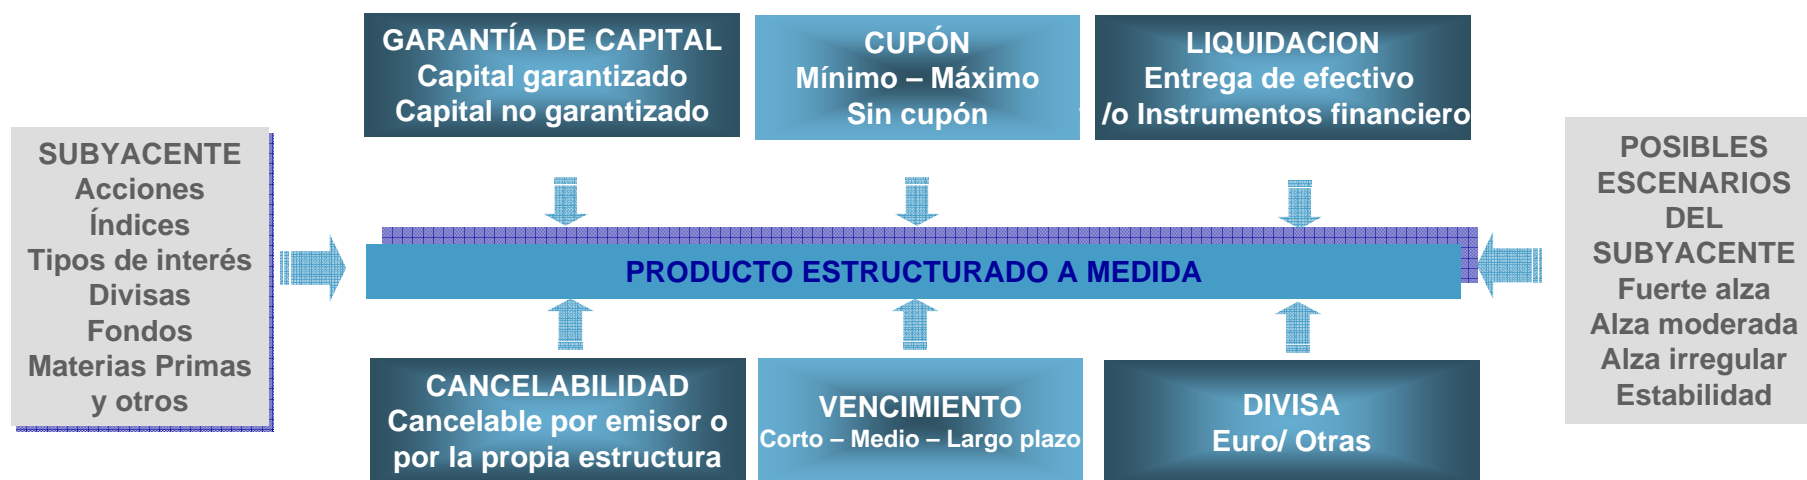 GARANTÍA DE CAPITAL
Capital garantizado
Capital no garantizado
CUPÓN
Mínimo – Máximo
Sin cupón
LIQUIDACION
Entrega de efectivo
/o Instrumentos financiero
SUBYACENTE
Acciones
Índices
Tipos de interés
Divisas
Fondos
Materias Primas
y otros
PRODUCTO ESTRUCTURADO A MEDIDA
POSIBLES
ESCENARIOS
DEL
SUBYACENTE
Fuerte alza
Alza moderada
Alza irregular
Estabilidad
CANCELABILIDAD
Cancelable por emisor o
por la propia estructura
VENCIMIENTO
Corto – Medio – Largo plazo
DIVISA
Euro/ Otras